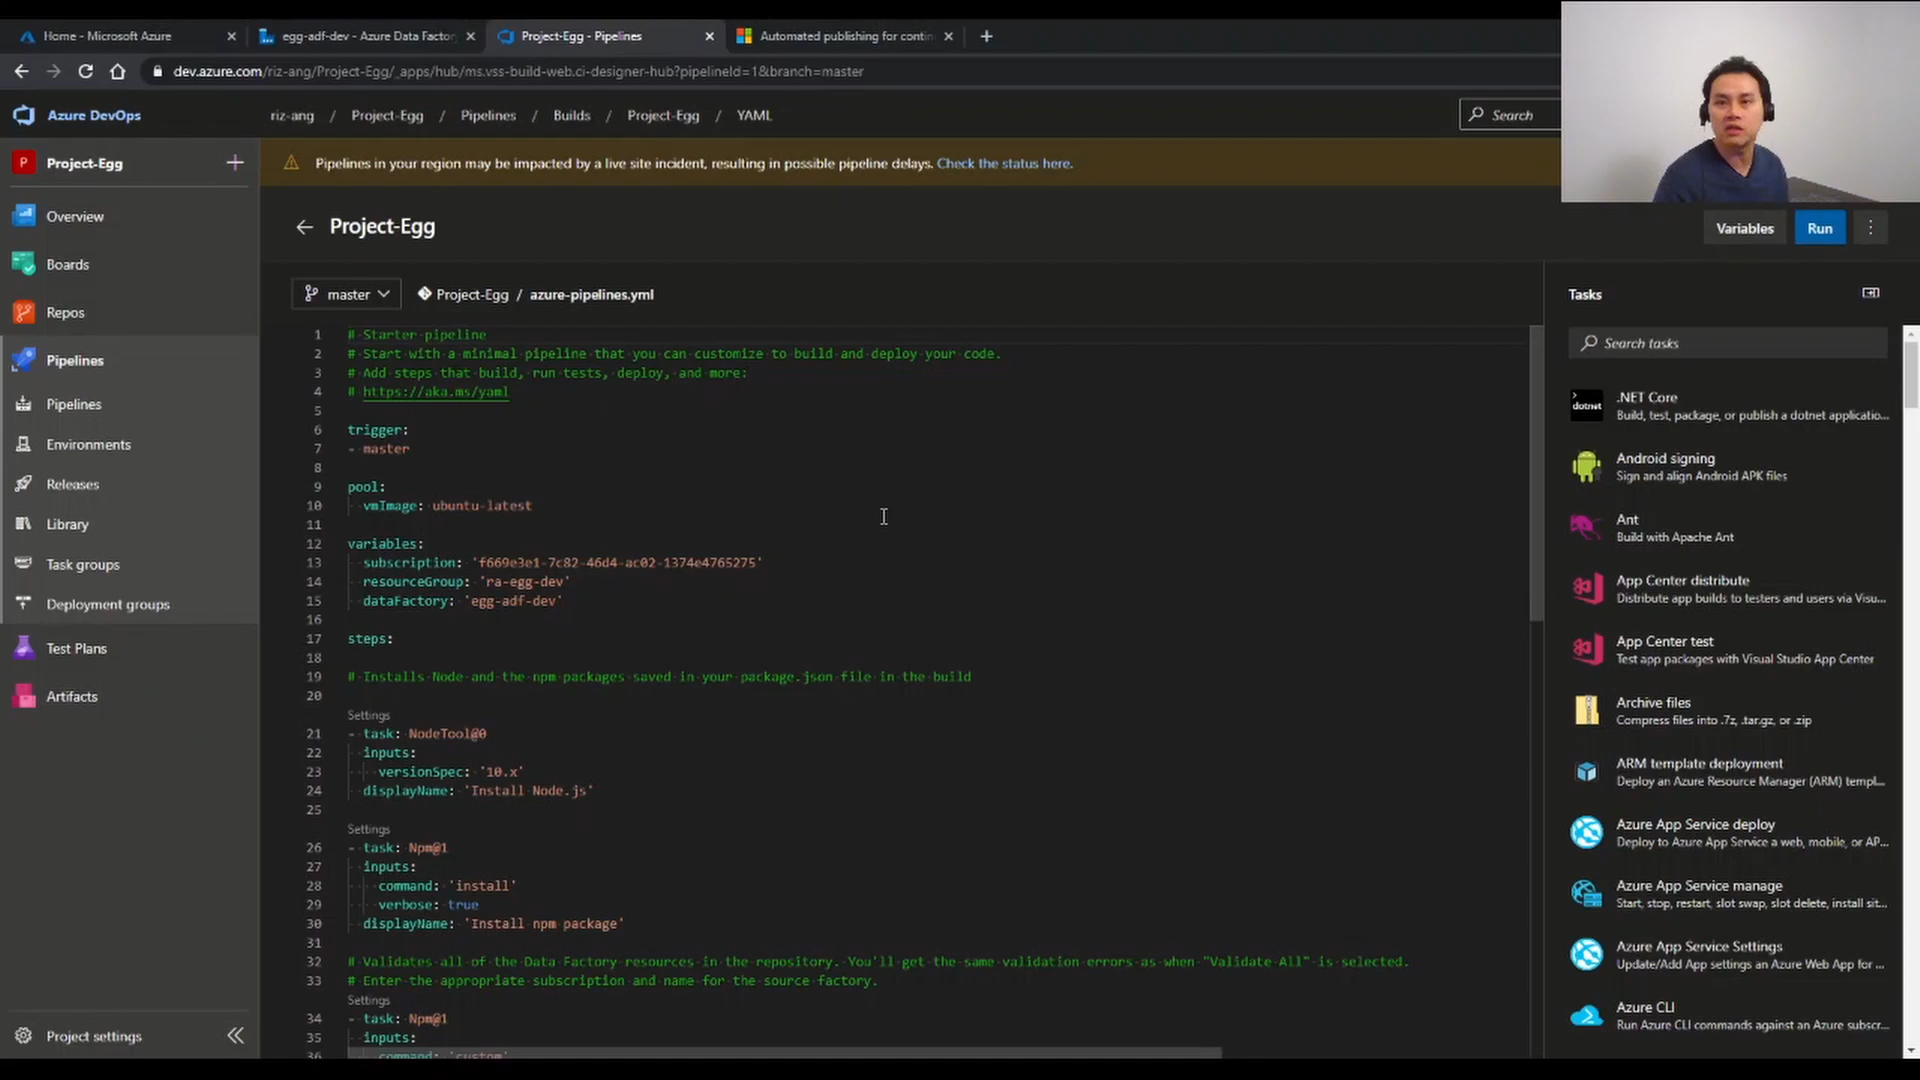 Home - Microsoft Azure
egg-adf-dev - Azure Data Factor
Project-Egg - Pipelines
Automated publishing for contin
dev.azure.com/riz-ang/Project-Egg/_apps/hub/ms.vss-build-web.ci-designer-hub?pipelineId=1&branch=master
Azure DevOps
riz-ang / Project-Egg / Pipelines / Builds / Project-Egg / YAML
Search
P Project-Egg
Pipelines in your region may be impacted by a live site incident, resulting in possible pipeline delays. Check the status here.
Overview
Boards
Repos
Pipelines
Pipelines
Environments
Releases
Library
Task groups
Deployment groups
Test Plans
Artifacts
Project settings
Project-Egg
Variables
Run
master
Project-Egg / azure-pipelines.yml
1 # Starter pipeline
2 # Start with a minimal pipeline that you can customize to build and deploy your code.
3 # Add steps that build, run tests, deploy, and more:
4 # https://aka.ms/yaml
5
6 trigger:
7 - master
8
9 pool:
10 vmImage: ubuntu-latest
11
12 variables:
13 subscription: 'f669e3e1-7c82-46d4-ac02-1374e4765275'
14 resourceGroup: 'ra-egg-dev'
15 dataFactory: 'egg-adf-dev'
16
17 steps:
18
19 # Installs Node and the npm packages saved in your package.json file in the build
20
Settings
21 - task: NodeTool@0
22 inputs:
23 versionSpec: '10.x'
24 displayName: 'Install Node.js'
25
Settings
26 - task: Npm@1
27 inputs:
28 command: 'install'
29 verbose: true
30 displayName: 'Install npm package'
31
32 # Validates all of the Data Factory resources in the repository. You'll get the same validation errors as when "Validate All" is selected.
33 # Enter the appropriate subscription and name for the source factory.
Settings
34 - task: Npm@1
35 inputs:
36 command: 'custom'
Tasks
Search tasks
dotnet
.NET Core
Build, test, package, or publish a dotnet applicatio...
Android signing
Sign and align Android APK files
Ant
Build with Apache Ant
App Center distribute
Distribute app builds to testers and users via Visu...
App Center test
Test app packages with Visual Studio App Center
Archive files
Compress files into .7z, .tar.gz, or .zip
ARM template deployment
Deploy an Azure Resource Manager (ARM) templ...
Azure App Service deploy
Deploy to Azure App Service a web, mobile, or AP...
Azure App Service manage
Start, stop, restart, slot swap, slot delete, install sit...
Azure App Service Settings
Update/Add App settings an Azure Web App for ...
Azure CLI
Run Azure CLI commands against an Azure subscr...